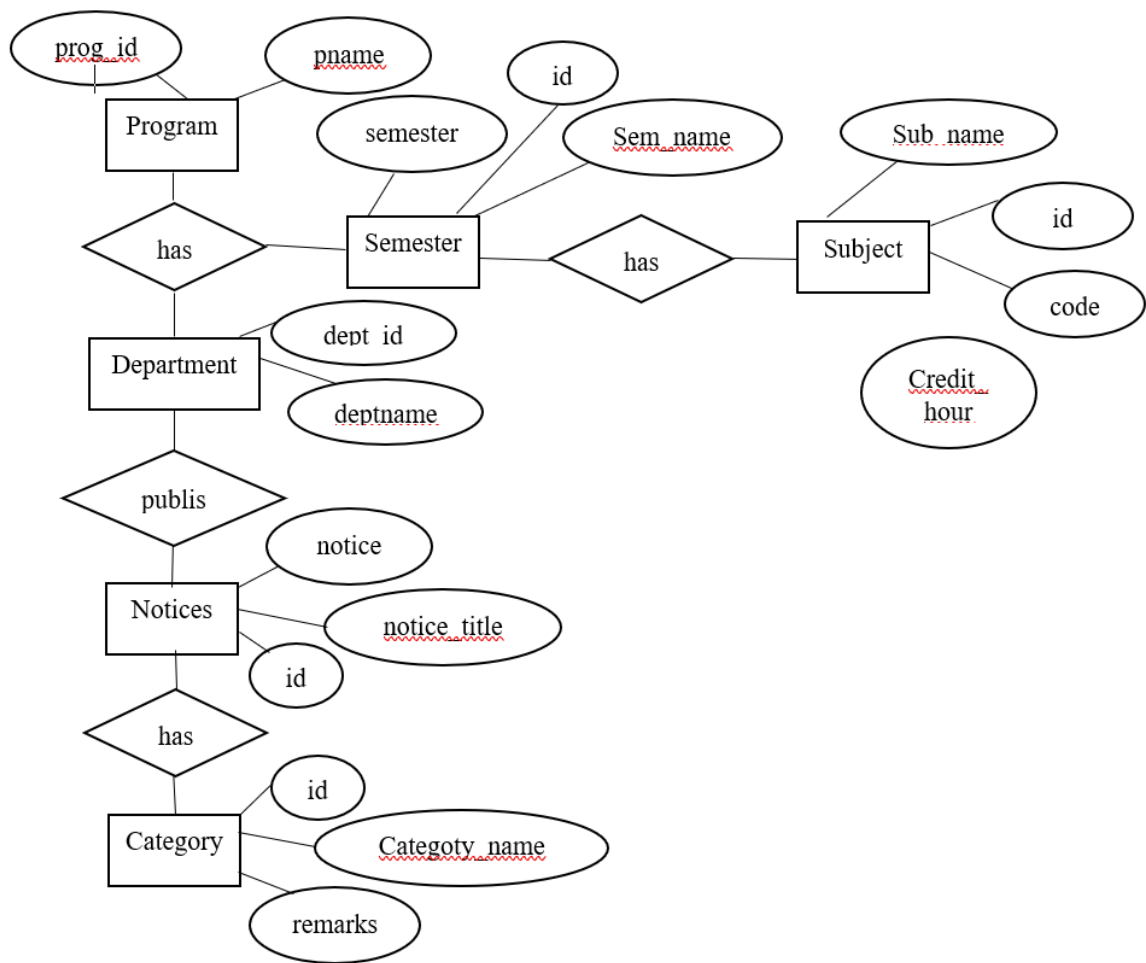 prog_id
pname
id
Program
semester
Sem_name
Sub_name
id
has
Semester
has
Subject
code
dept_id
Department
deptname
Credit_
hour
publis
notice
Notices
notice_title
id
has
id
Category
Categoty_name
remarks